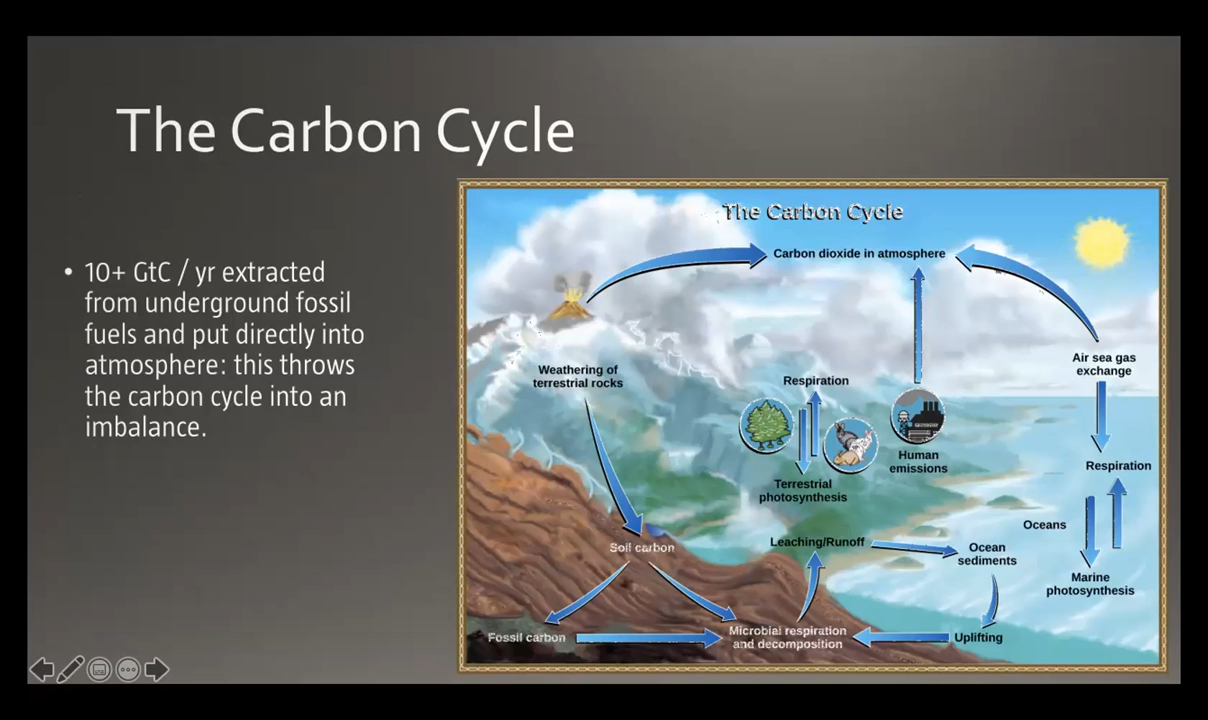 The Carbon Cycle
• 10+ GtC / yr extracted
from underground fossil
fuels and put directly into
atmosphere: this throws
the carbon cycle into an
imbalance.
The Carbon Cycle
Carbon dioxide in atmosphere
Air sea gas
exchange
Weathering of
terrestrial rocks
Respiration
Human
emissions
Terrestrial
photosynthesis
Respiration
Oceans
Marine
photosynthesis
Leaching/Runoff
Ocean
sediments
Soil carbon
Fossil carbon
Microbial respiration
and decomposition
Uplifting